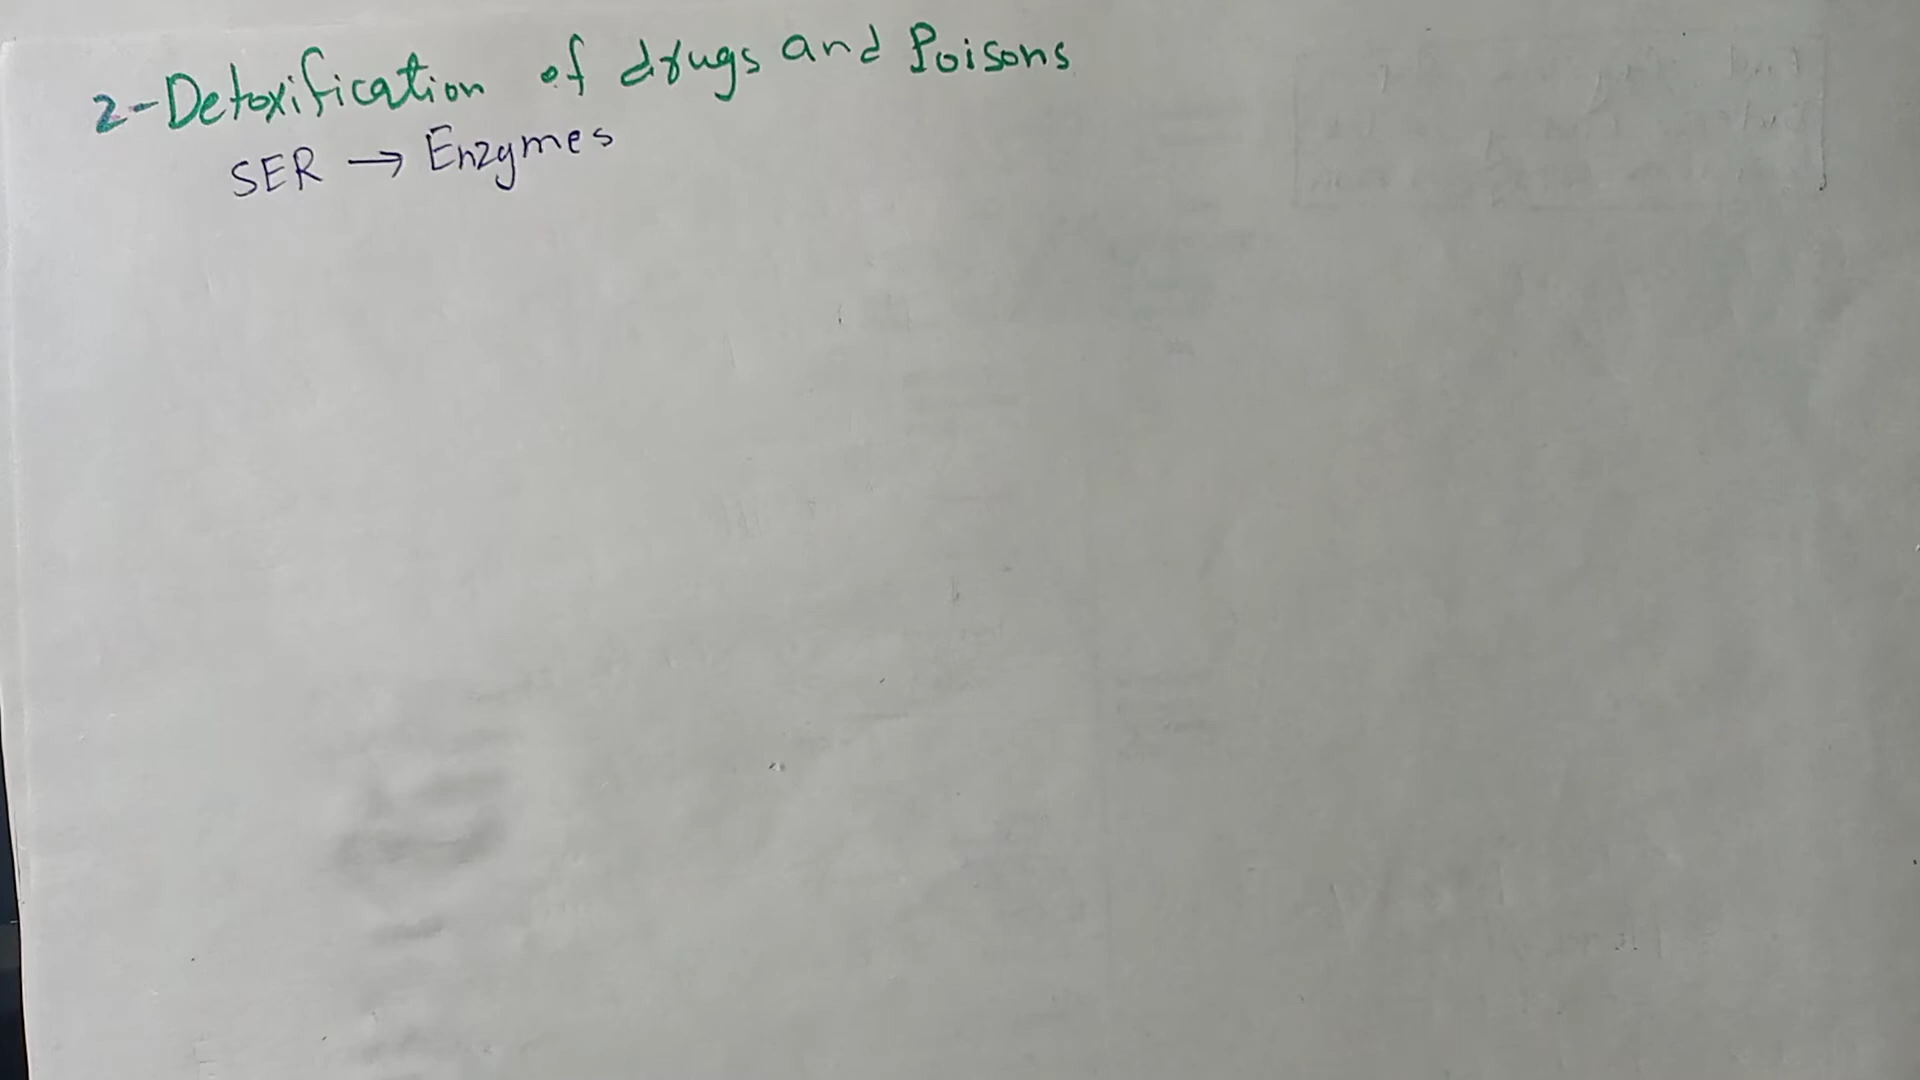 2-Detoxification of drugs and Poisons
SER → Enzymes